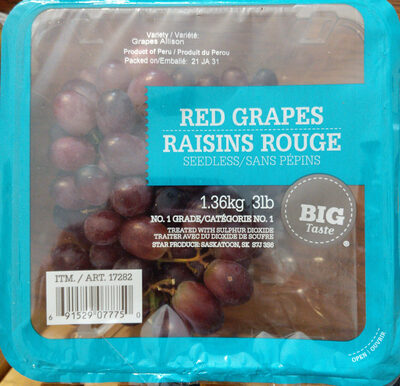 Variety/Variété:
Grapes Allison
Product of Peru / Produit du Perou
Packed on/Emballé: 21 JA 31
RED GRAPES
RAISINS ROUGE
SEEDLESS/SANS PÉPINS
1.36kg 3lb
NO. 1 GRADE/CATÉGORIE NO. 1
TREATED WITH SULPHUR DIOXIDE
TRAITER AVEC DU DIOXIDE DE SOUFRE
STAR PRODUCE: SASKATOON, SK S7J 3S6
BIG
Taste
®
ITM. / ART. 17282
6 91529 07775 0
OPEN / OUVRIR